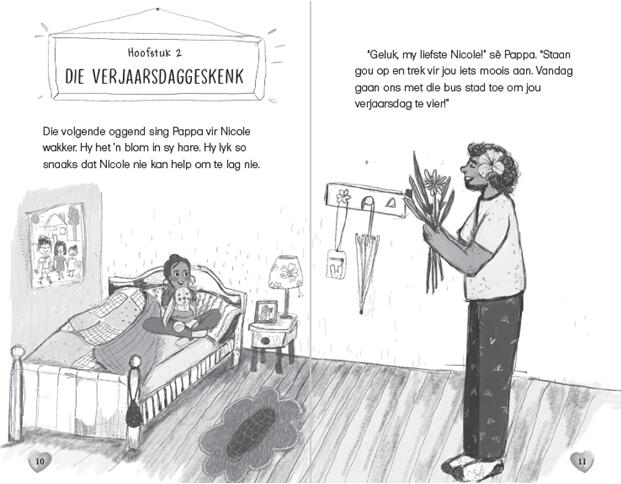 Hoofstuk 2
DIE VERJAARSDAGGESKENK
Die volgende oggend sing Pappa vir Nicole
wakker. Hy het 'n blom in sy hare. Hy lyk so
snaaks dat Nicole nie kan help om te lag nie.
10
"Geluk, my liefste Nicole!" sê Pappa. "Staan
gou op en trek vir jou iets moois aan. Vandag
gaan ons met die bus stad toe om jou
verjaarsdag te vier!"
11